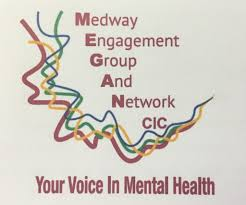 Medway
Engagement
Group
And
Network
CIC
Your Voice In Mental Health